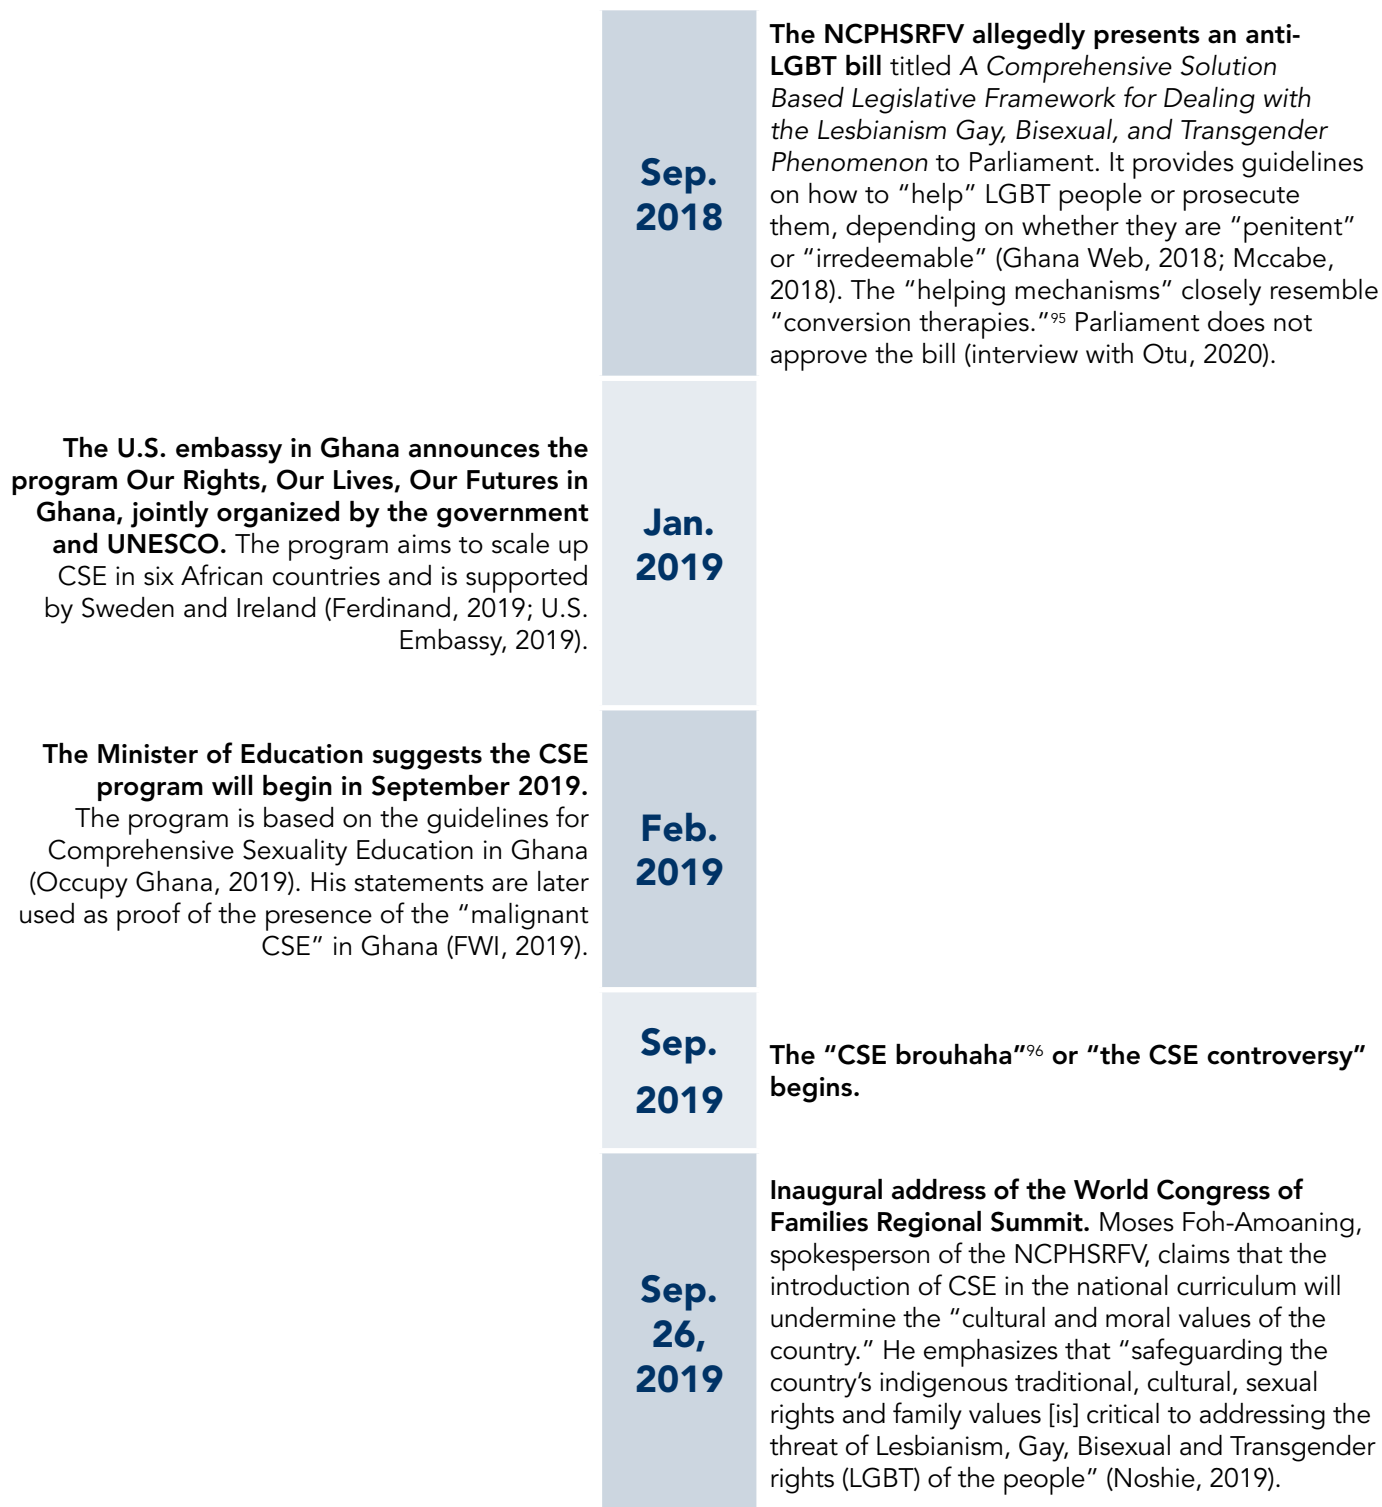 Sep.
2018
The NCPHSRFV allegedly presents an anti-
LGBT bill titled A Comprehensive Solution
Based Legislative Framework for Dealing with
the Lesbianism Gay, Bisexual, and Transgender
Phenomenon to Parliament. It provides guidelines
on how to “help” LGBT people or prosecute
them, depending on whether they are “penitent”
or “irredeemable” (Ghana Web, 2018; Mccabe,
2018). The “helping mechanisms” closely resemble
“conversion therapies.”95 Parliament does not
approve the bill (interview with Otu, 2020).
The U.S. embassy in Ghana announces the
program Our Rights, Our Lives, Our Futures in
Ghana, jointly organized by the government
and UNESCO. The program aims to scale up
CSE in six African countries and is supported
by Sweden and Ireland (Ferdinand, 2019; U.S.
Embassy, 2019).
Jan.
2019
The Minister of Education suggests the CSE
program will begin in September 2019.
The program is based on the guidelines for
Comprehensive Sexuality Education in Ghana
(Occupy Ghana, 2019). His statements are later
used as proof of the presence of the “malignant
CSE” in Ghana (FWI, 2019).
Feb.
2019
Sep.
2019
The “CSE brouhaha”96 or “the CSE controversy”
begins.
Sep.
26,
2019
Inaugural address of the World Congress of
Families Regional Summit. Moses Foh-Amoaning,
spokesperson of the NCPHSRFV, claims that the
introduction of CSE in the national curriculum will
undermine the “cultural and moral values of the
country.” He emphasizes that “safeguarding the
country’s indigenous traditional, cultural, sexual
rights and family values [is] critical to addressing the
threat of Lesbianism, Gay, Bisexual and Transgender
rights (LGBT) of the people” (Noshie, 2019).